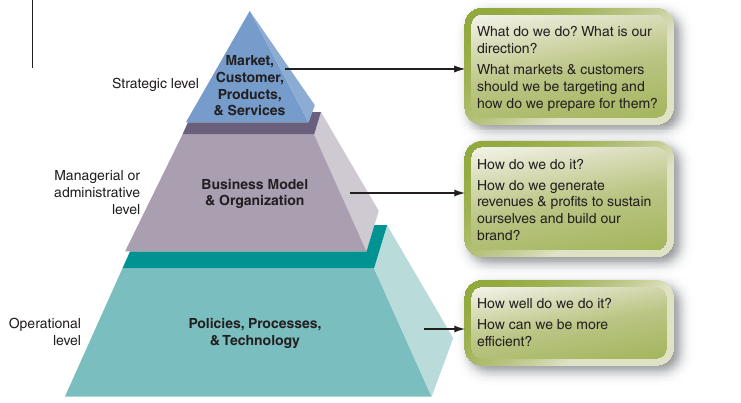 Strategic level
Market,
Customer,
Products,
& Services
What do we do? What is our
direction?
What markets & customers
should we be targeting and
how do we prepare for them?
Managerial or
administrative
level
Business Model
& Organization
How do we do it?
How do we generate
revenues & profits to sustain
ourselves and build our
brand?
Operational
level
Policies, Processes,
& Technology
How well do we do it?
How can we be more
efficient?